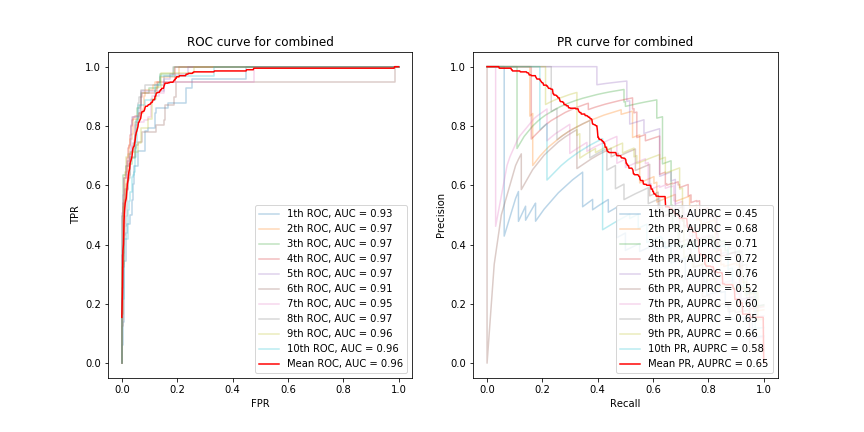 ROC curve for combined
1.0
0.8
0.6
0.4
0.2
0.0
TPR
0.0
0.2
0.4
0.6
0.8
1.0
FPR
1th ROC, AUC = 0.93
2th ROC, AUC = 0.97
3th ROC, AUC = 0.97
4th ROC, AUC = 0.97
5th ROC, AUC = 0.97
6th ROC, AUC = 0.91
7th ROC, AUC = 0.95
8th ROC, AUC = 0.97
9th ROC, AUC = 0.96
10th ROC, AUC = 0.96
Mean ROC, AUC = 0.96
PR curve for combined
1.0
0.8
0.6
0.4
0.2
0.0
Precision
0.0
0.2
0.4
0.6
0.8
1.0
Recall
1th PR, AUPRC = 0.45
2th PR, AUPRC = 0.68
3th PR, AUPRC = 0.71
4th PR, AUPRC = 0.72
5th PR, AUPRC = 0.76
6th PR, AUPRC = 0.52
7th PR, AUPRC = 0.60
8th PR, AUPRC = 0.65
9th PR, AUPRC = 0.66
10th PR, AUPRC = 0.58
Mean PR, AUPRC = 0.65